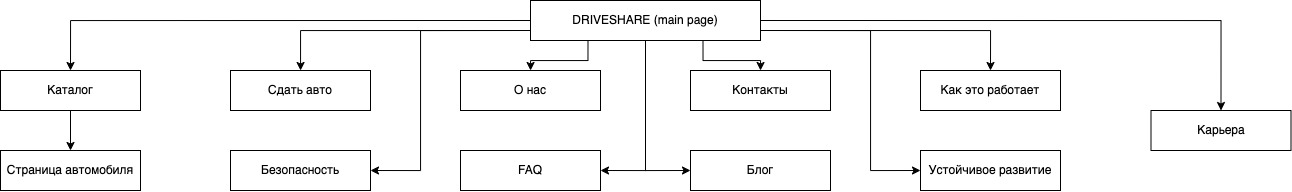 DRIVESHARE (main page)
Каталог
Сдать авто
О нас
Контакты
Как это работает
Карьера
Страница автомобиля
Безопасность
FAQ
Блог
Устойчивое развитие